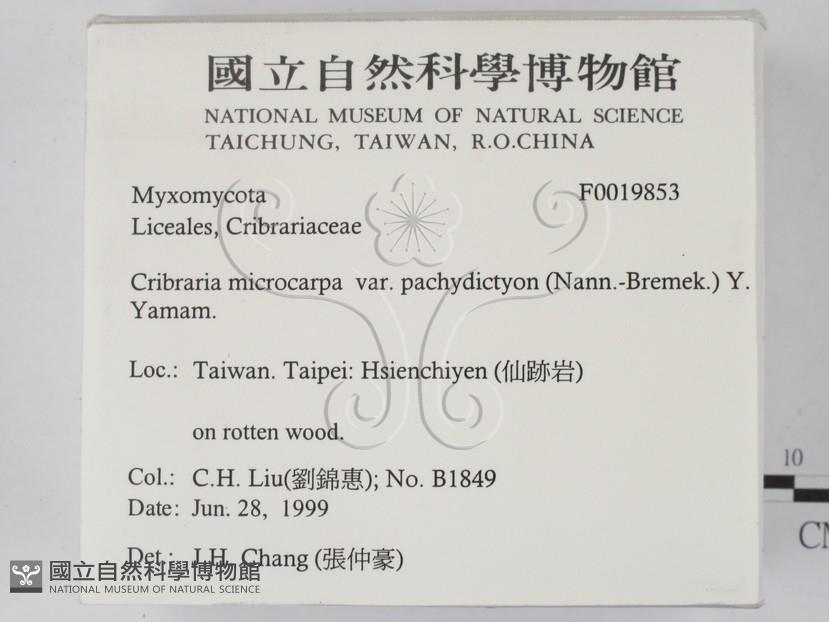 國立自然科學博物館
NATIONAL MUSEUM OF NATURAL SCIENCE
TAICHUNG, TAIWAN, R.O.CHINA
Myxomycota F0019853
Liceales, Cribrariaceae
Cribraria microcarpa var. pachydictyon (Nann.-Bremek.) Y.
Yamam.
Loc.: Taiwan. Taipei: Hsienchiyen (仙跡岩)
on rotten wood.
Col.: C.H. Liu(劉錦惠); No. B1849
Date: Jun. 28, 1999
Det.: J.H. Chang (張仲豪)
10
CM
國立自然科學博物館
NATIONAL MUSEUM OF NATURAL SCIENCE